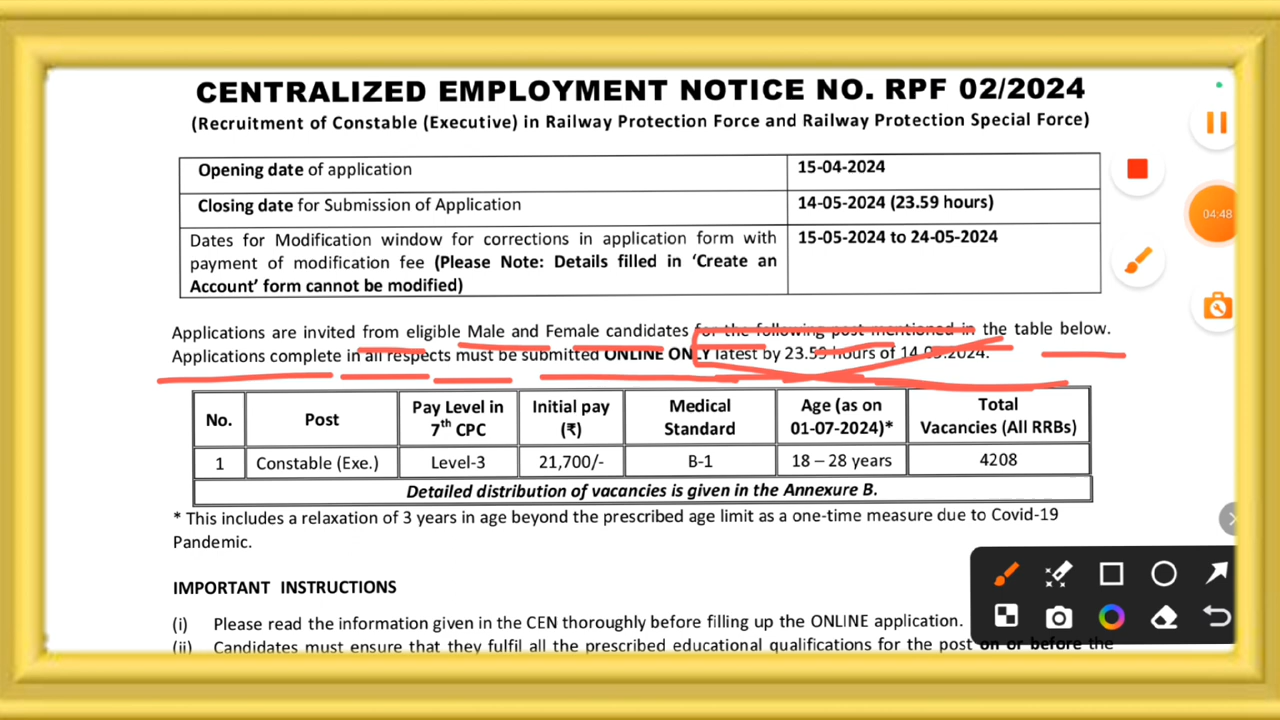 CENTRALIZED EMPLOYMENT NOTICE NO. RPF 02/2024
(Recruitment of Constable (Executive) in Railway Protection Force and Railway Protection Special Force)
Opening date of application 15-04-2024
Closing date for Submission of Application 14-05-2024 (23.59 hours)
Dates for Modification window for corrections in application form with 15-05-2024 to 24-05-2024
payment of modification fee (Please Note: Details filled in ‘Create an
Account’ form cannot be modified)
04:48
Applications are invited from eligible Male and Female candidates for the following post mentioned in the table below.
Applications complete in all respects must be submitted ONLINE ONLY latest by 23.59 hours of 14.05.2024.
No. Post Pay Level in 7th CPC Initial pay (₹) Medical Standard Age (as on 01-07-2024)* Total Vacancies (All RRBs)
1 Constable (Exe.) Level-3 21,700/- B-1 18 – 28 years 4208
Detailed distribution of vacancies is given in the Annexure B.
* This includes a relaxation of 3 years in age beyond the prescribed age limit as a one-time measure due to Covid-19
Pandemic.
IMPORTANT INSTRUCTIONS
(i) Please read the information given in the CEN thoroughly before filling up the ONLINE application.
(ii) Candidates must ensure that they fulfil all the prescribed educational qualifications for the post on or before the